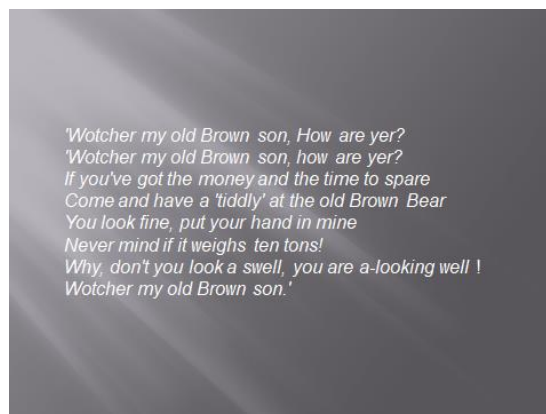 'Wotcher my old Brown son, How are yer?
'Wotcher my old Brown son, how are yer?
If you've got the money and the time to spare
Come and have a 'tiddly' at the old Brown Bear
You look fine, put your hand in mine
Never mind if it weighs ten tons!
Why, don't you look a swell, you are a-looking well !
Wotcher my old Brown son.'